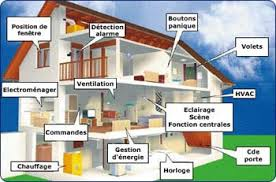 Position de
fenêtre
Détection
alarme
Boutons
panique
Volets
Ventilation
Electroménager
HVAC
Eclairage
Scène
Fonction centrales
Commandes
Gestion
d'énergie
Cde
porte
Chauffage
Horloge